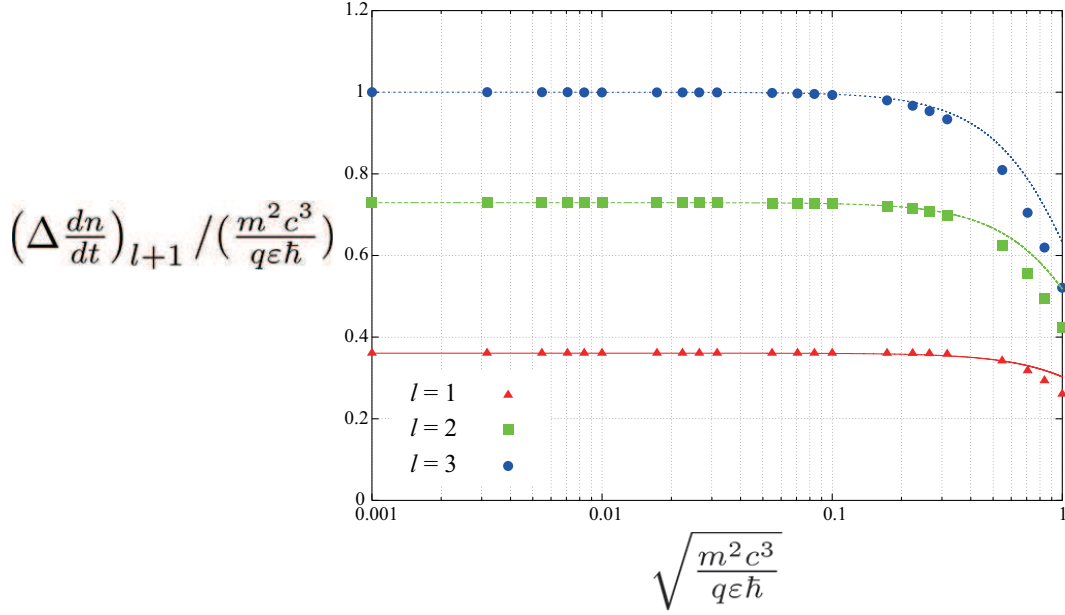 1.2
1
0.8
(Δ dn/dt)_{l+1} /(m²c³/qεℏ)
0.6
0.4
l = 1
0.2
l = 2
l = 3
0
0.001 0.01 0.1 1
√(m²c³/qεℏ)